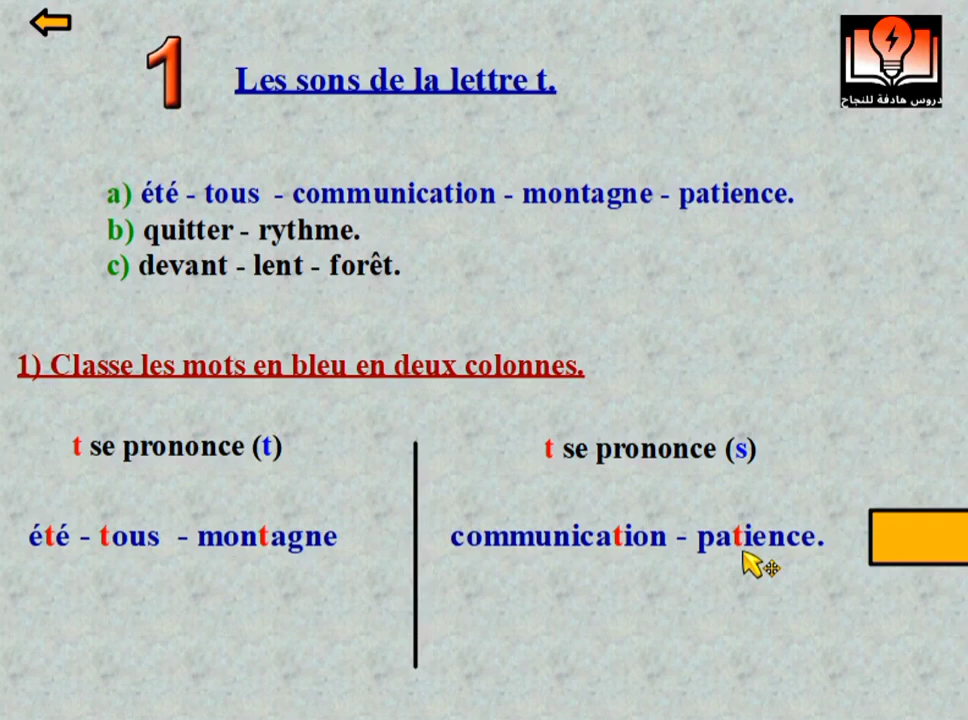 1
Les sons de la lettre t.
دروس هادفة للنجاح
a) été - tous - communication - montagne - patience.
b) quitter - rythme.
c) devant - lent - forêt.
1) Classe les mots en bleu en deux colonnes.
t se prononce (t)
t se prononce (s)
été - tous - montagne
communication - patience.